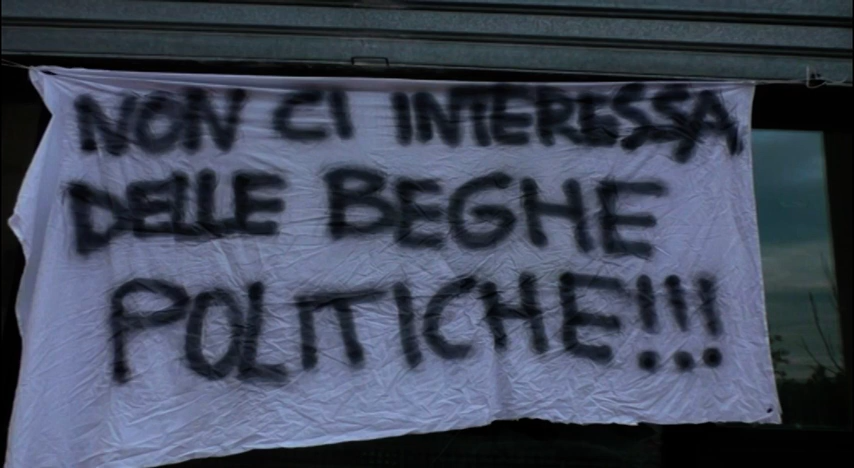 NON CI INTERESSA
DELLE BEGHE
POLITICHE!!!